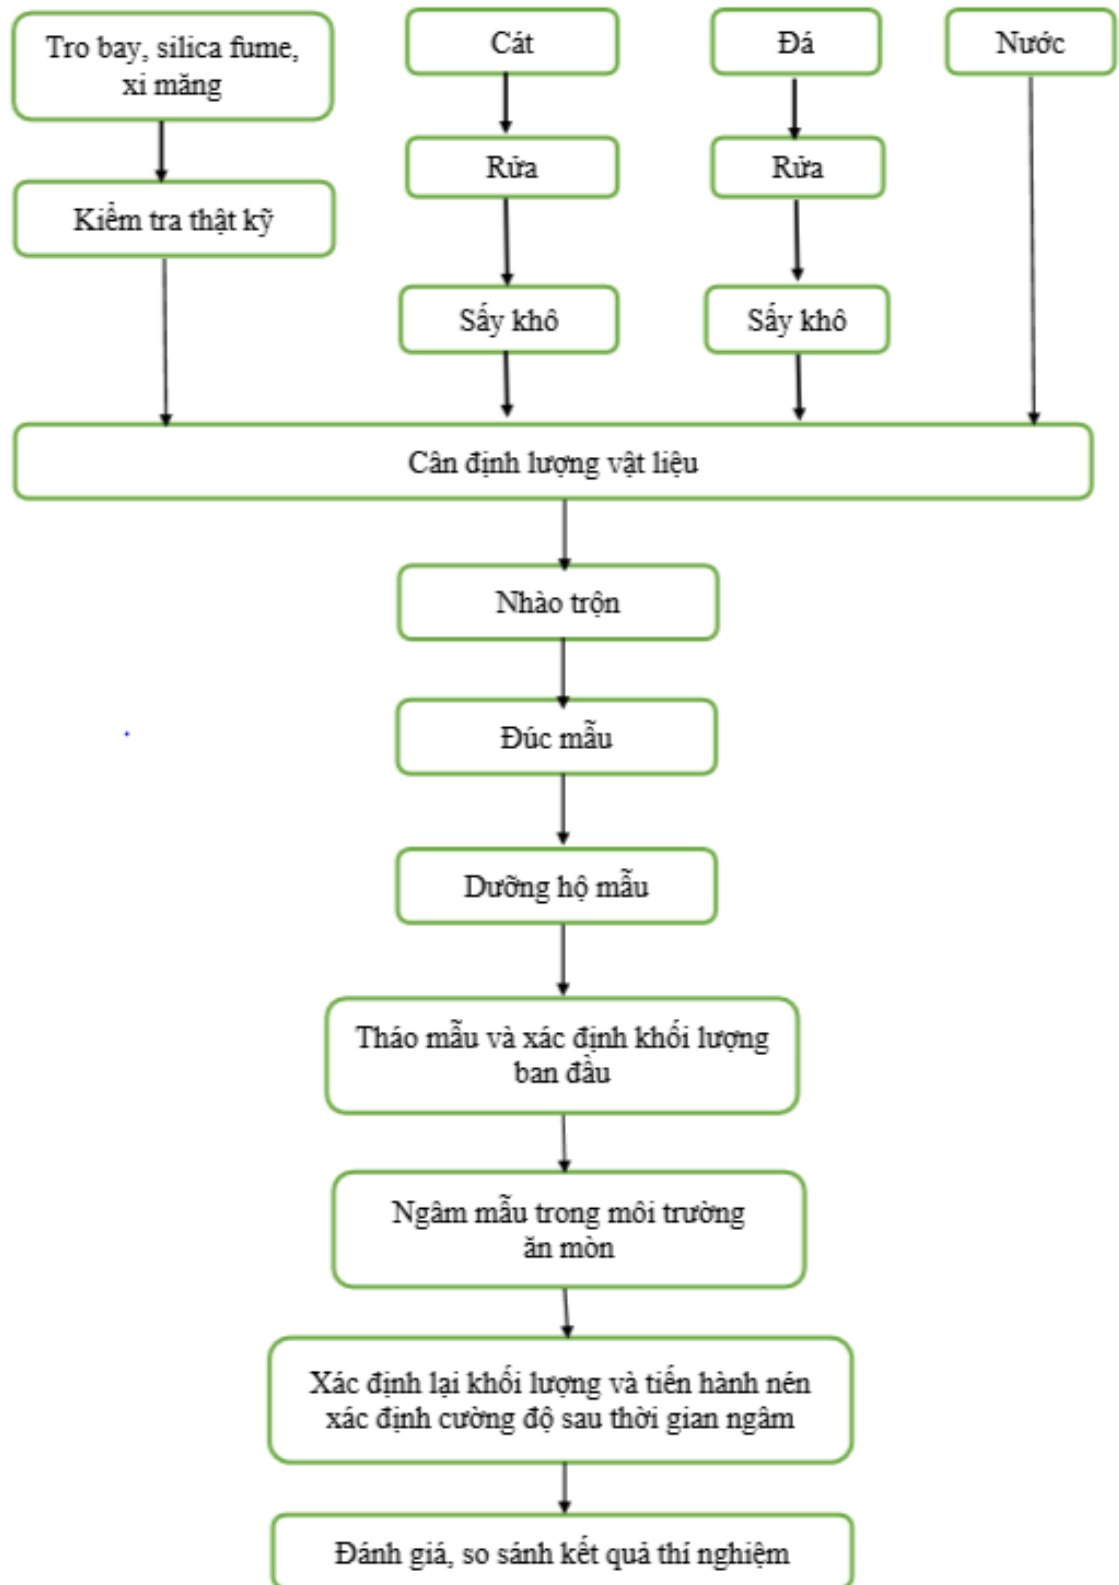 Tro bay, silica fume,
xi măng
Cát
Đá
Nước
Kiểm tra thật kỹ
Rửa
Rửa
Sấy khô
Sấy khô
Cân định lượng vật liệu
Nhào trộn
Đúc mẫu
Dưỡng hộ mẫu
Tháo mẫu và xác định khối lượng
ban đầu
Ngâm mẫu trong môi trường
ăn mòn
Xác định lại khối lượng và tiến hành nén
xác định cường độ sau thời gian ngâm
Đánh giá, so sánh kết quả thí nghiệm